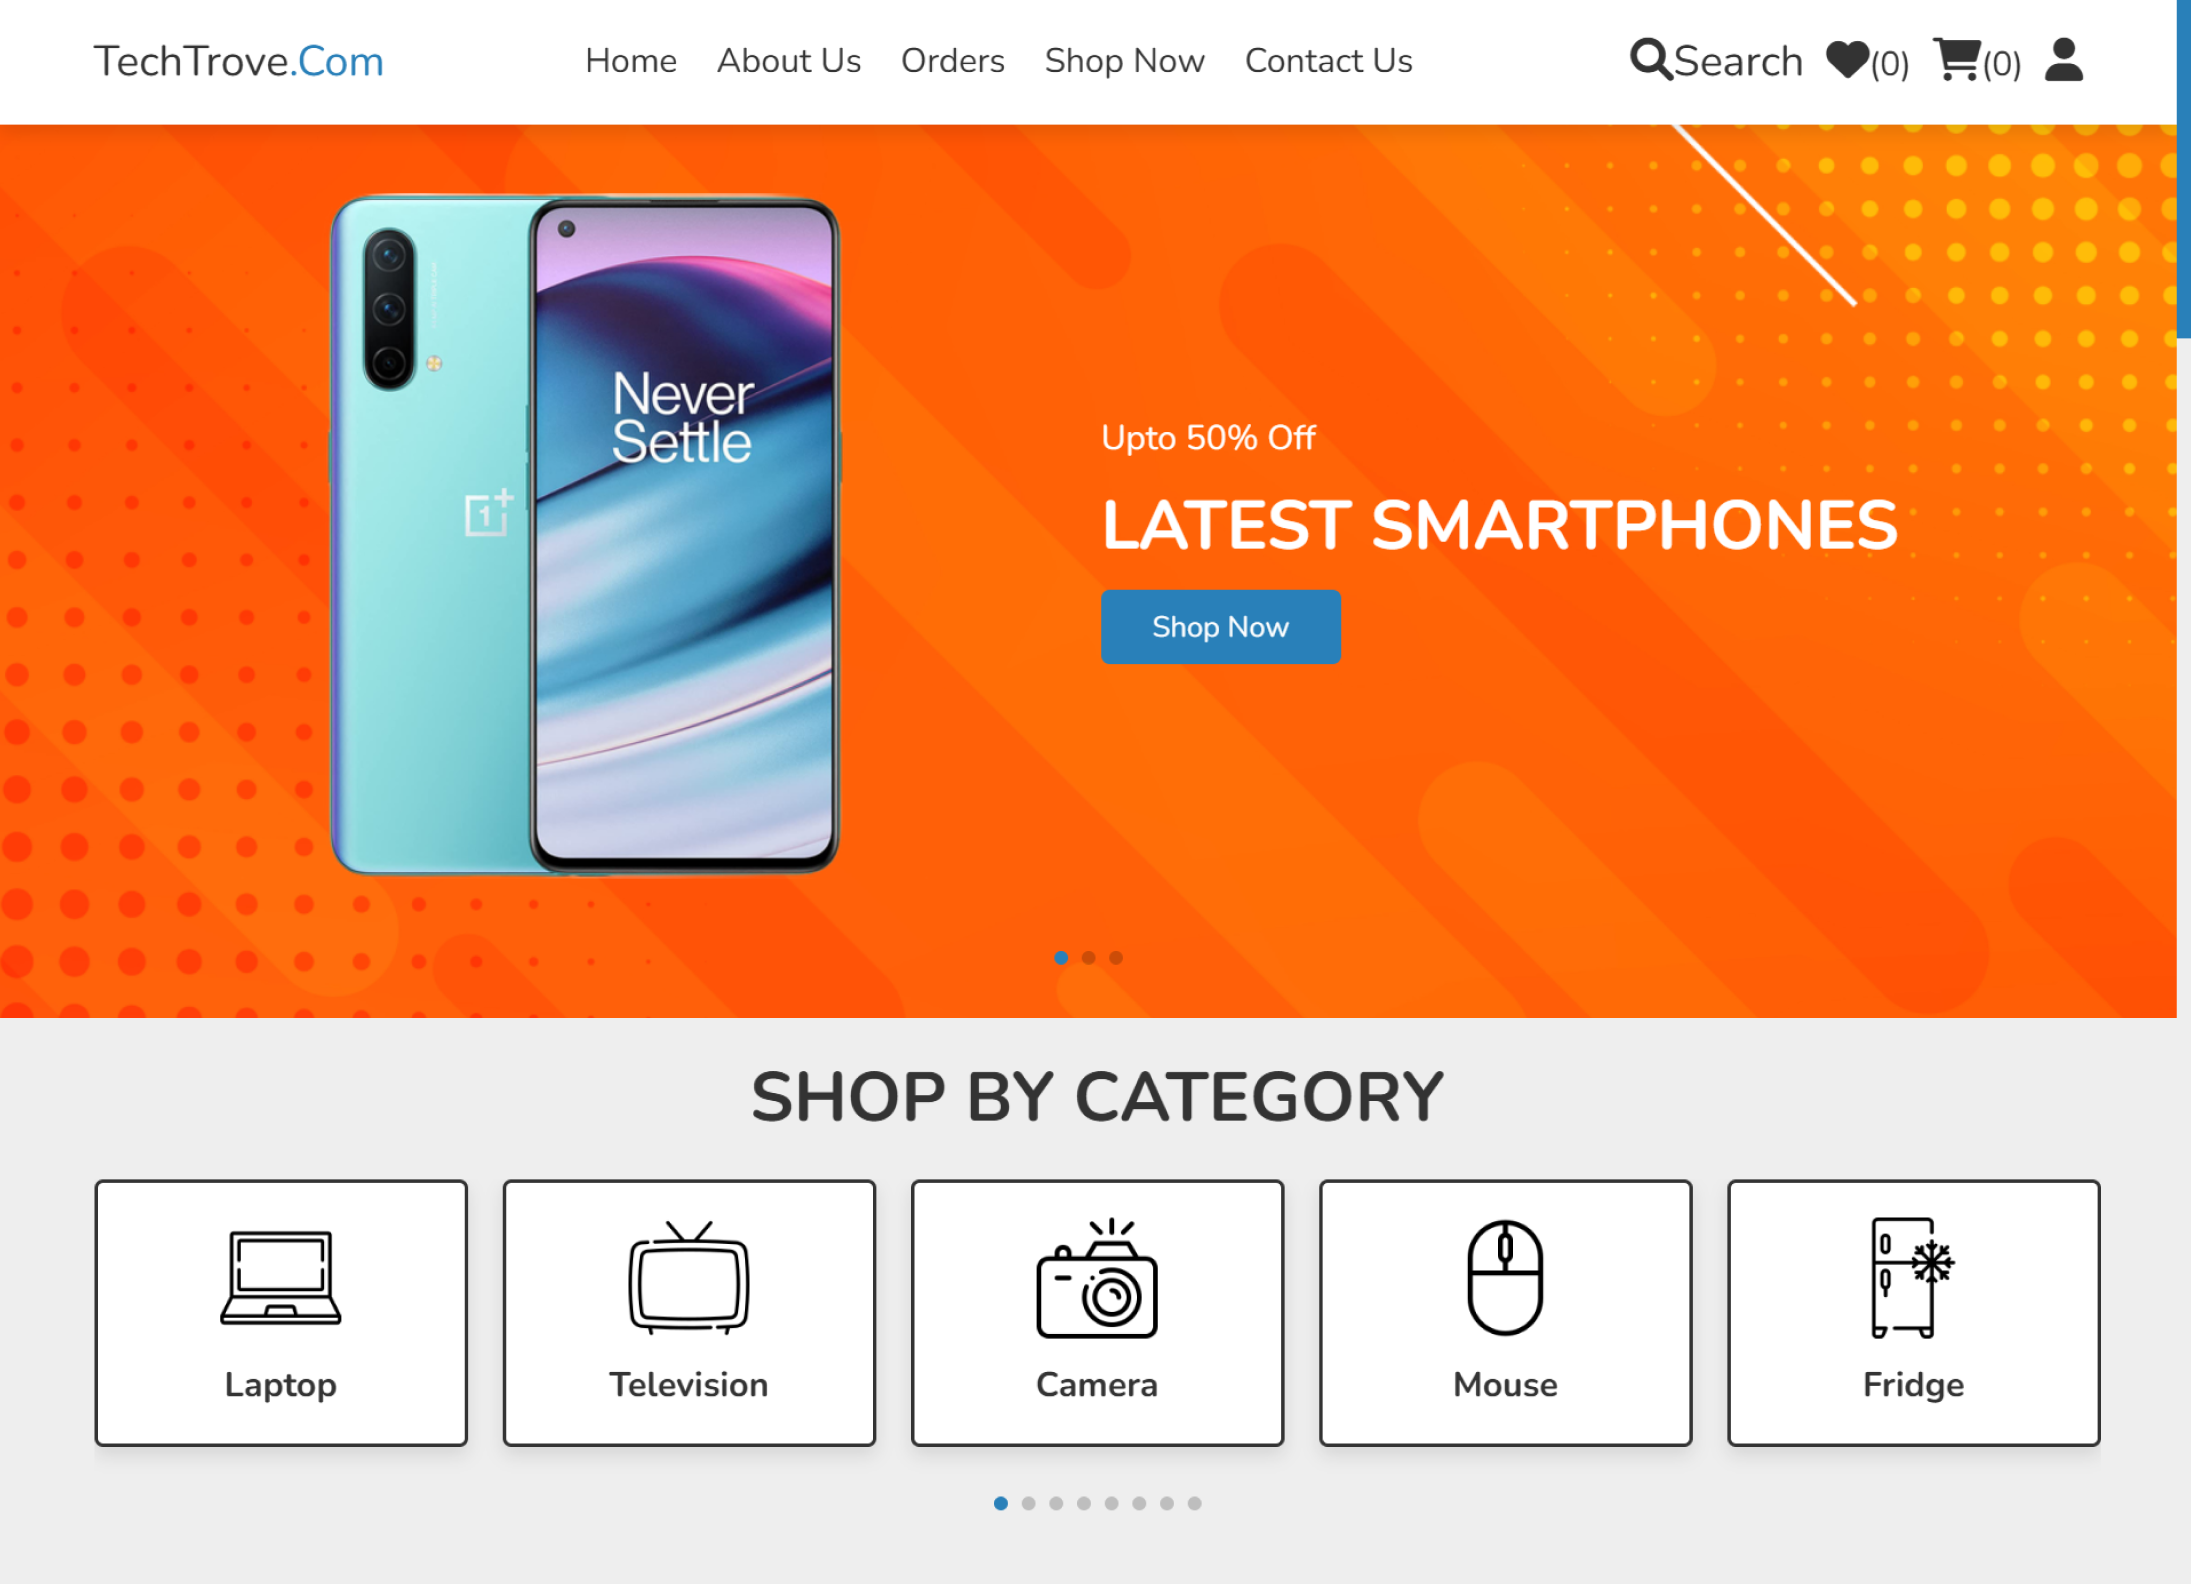 TechTrove.Com
Home About Us Orders Shop Now Contact Us
Search (0) (0)
Never
Settle
1+
Upto 50% Off
LATEST SMARTPHONES
Shop Now
SHOP BY CATEGORY
Laptop Television Camera Mouse Fridge